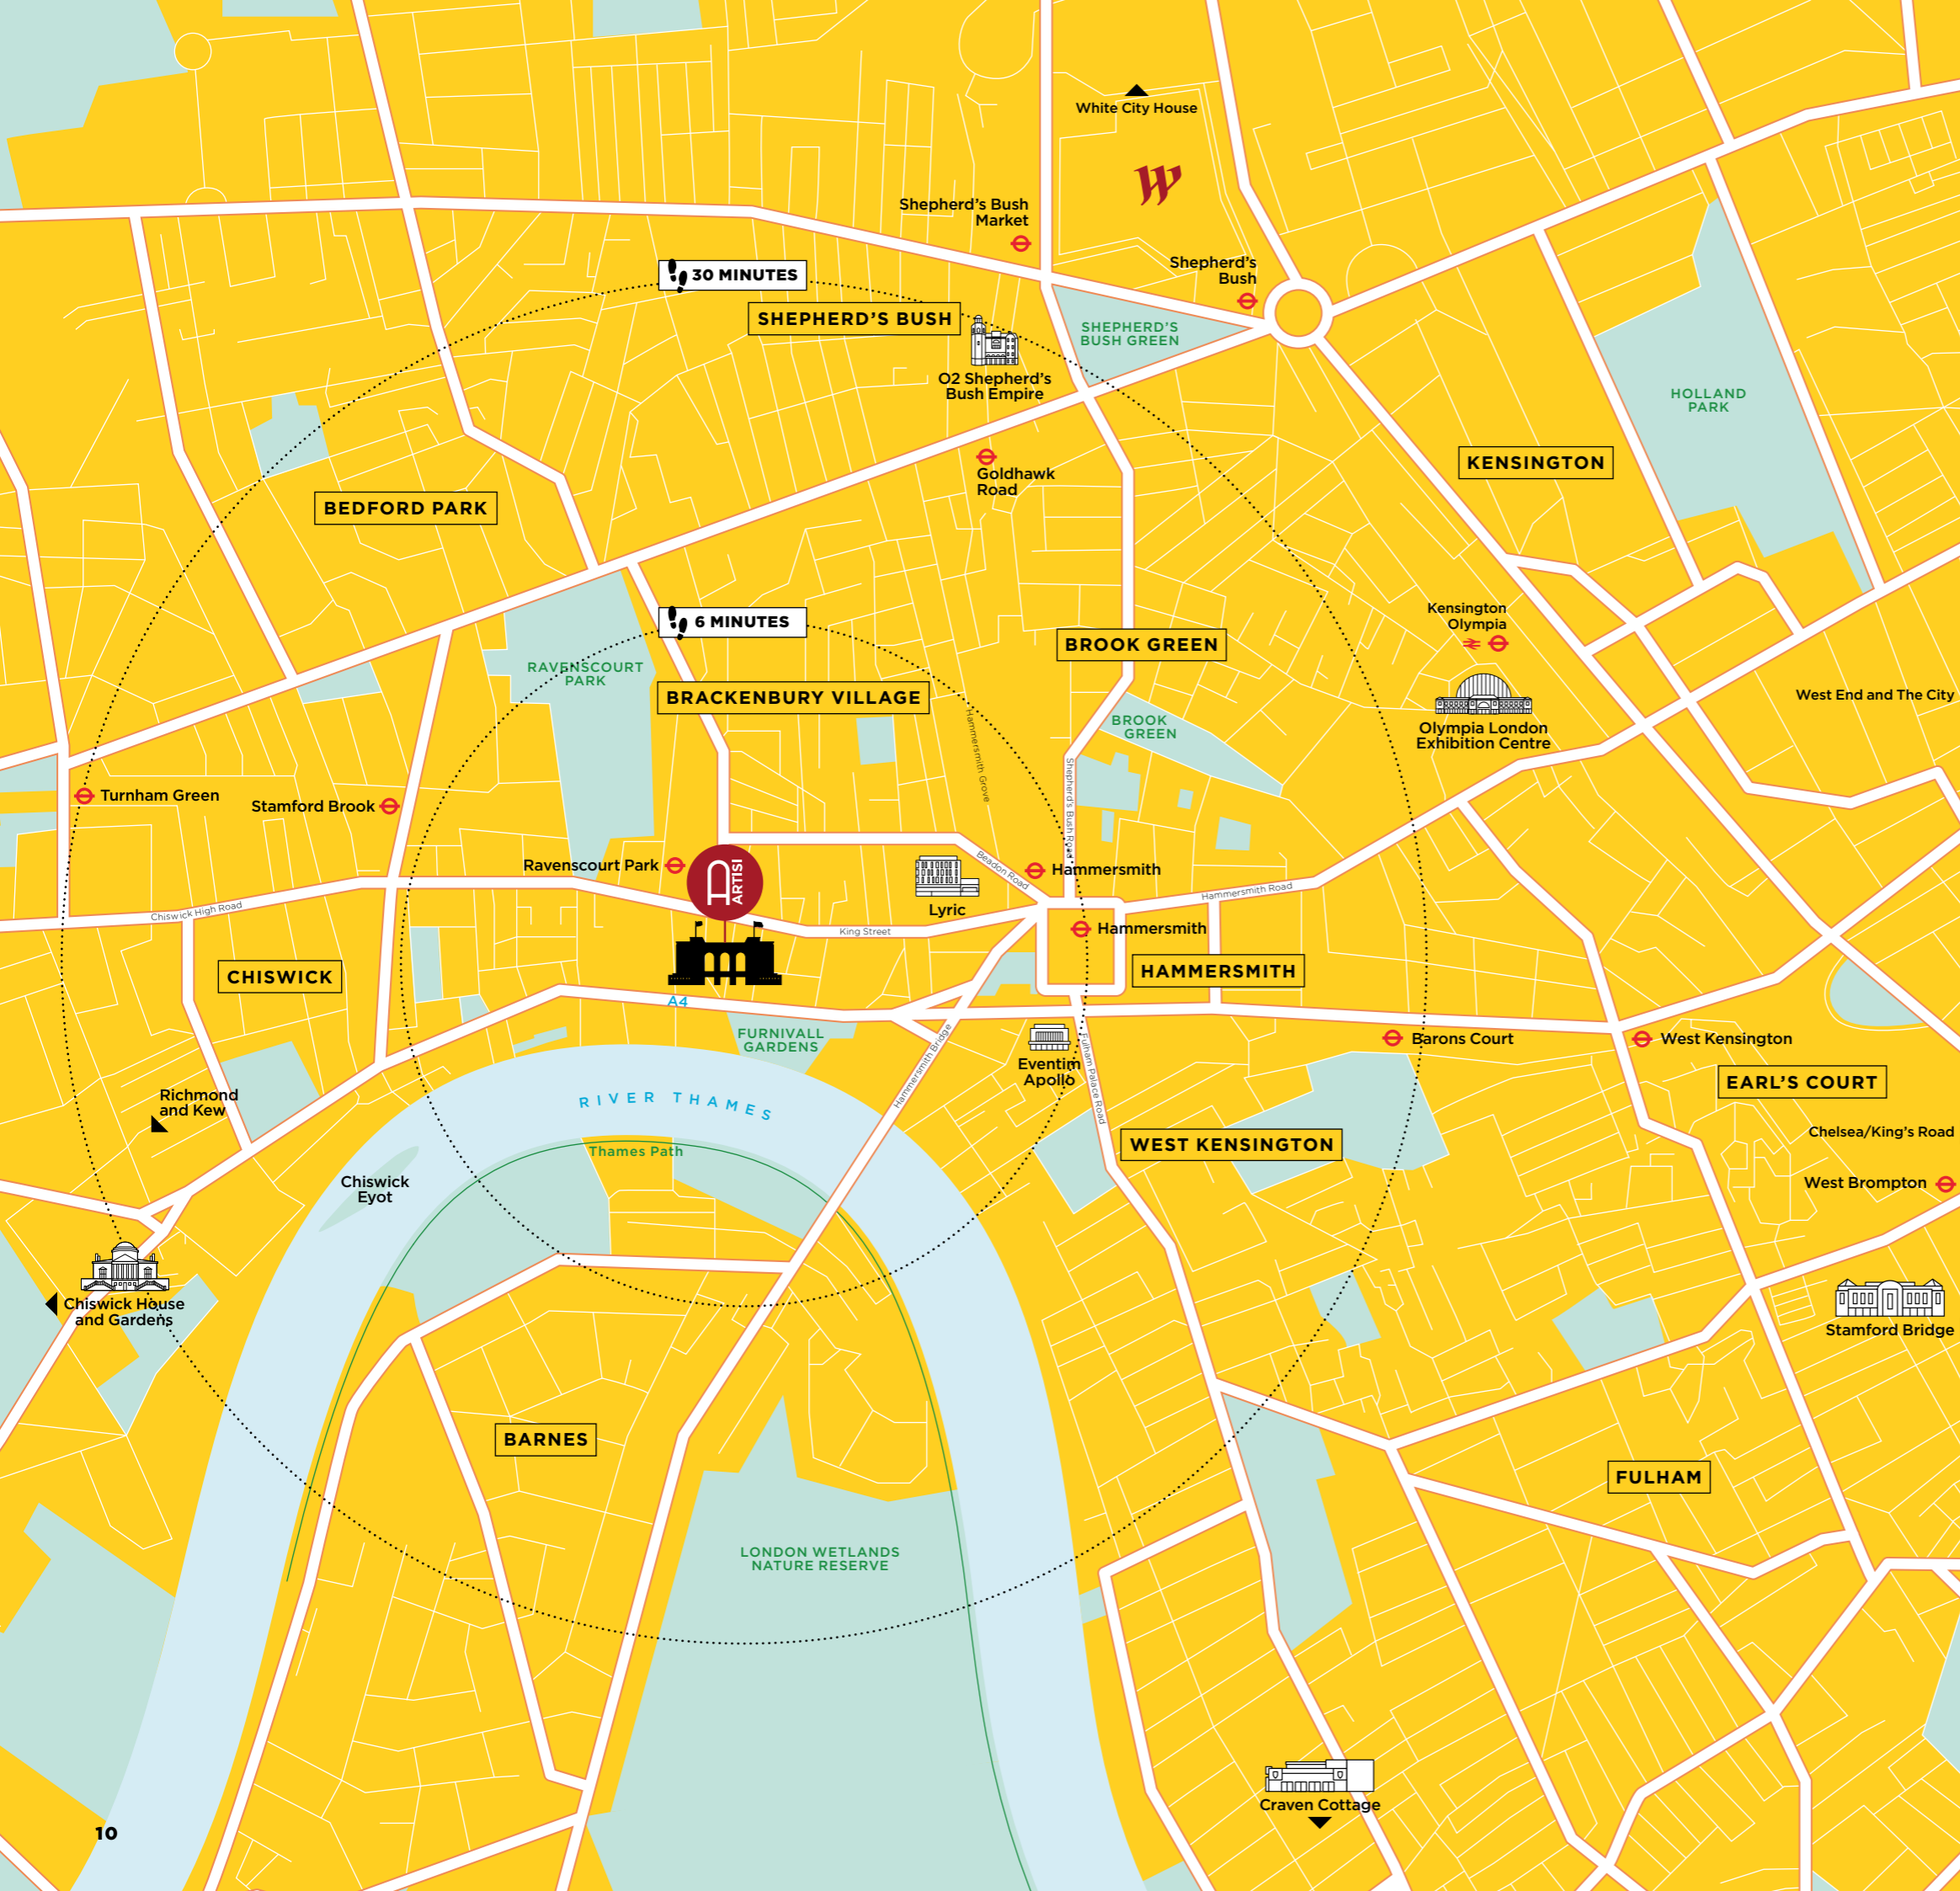 White City House
W
Shepherd's Bush
Market
Shepherd's
Bush
30 MINUTES
SHEPHERD'S BUSH
SHEPHERD'S
BUSH GREEN
O2 Shepherd's
Bush Empire
HOLLAND
PARK
KENSINGTON
Goldhawk
Road
BEDFORD PARK
6 MINUTES
Kensington
Olympia
BROOK GREEN
RAVENSCOURT
PARK
BRACKENBURY VILLAGE
West End and The City
Hammersmith Grove
BROOK
GREEN
Olympia London
Exhibition Centre
Shepherd's Bush Road
Turnham Green
Stamford Brook
Ravenscourt Park
ARTISI
Beadon Road
Hammersmith
Lyric
Hammersmith Road
Chiswick High Road
King Street
Hammersmith
CHISWICK
HAMMERSMITH
A4
FURNIVALL
GARDENS
Hammersmith Bridge
Eventim
Apollo
Fulham Palace Road
Barons Court
West Kensington
EARL'S COURT
Richmond
and Kew
RIVER THAMES
Chelsea/King's Road
WEST KENSINGTON
Thames Path
Chiswick
Eyot
West Brompton
Chiswick House
and Gardens
Stamford Bridge
BARNES
FULHAM
LONDON WETLANDS
NATURE RESERVE
Craven Cottage
10